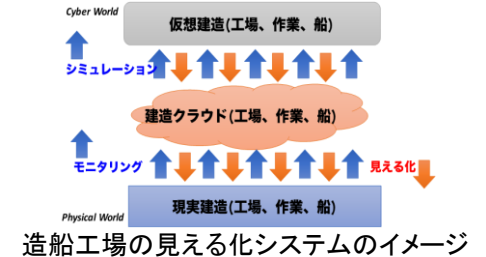 Cyber World
仮想建造(工場、作業、船)
シミュレーション
建造クラウド(工場、作業、船)
モニタリング
見える化
現実建造(工場、作業、船)
Physical World
造船工場の見える化システムのイメージ